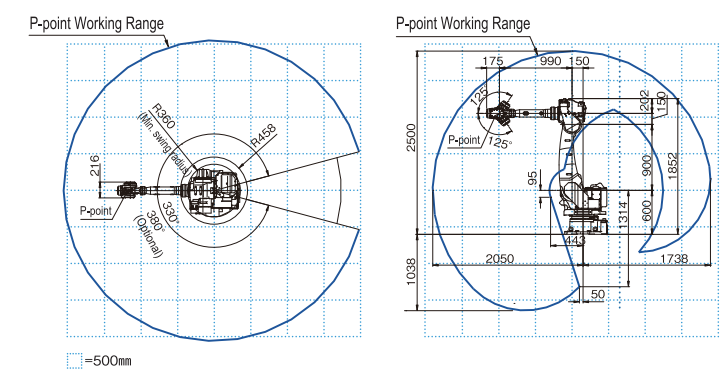 P-point Working Range
R360
(Min. swing radius)
R458
216
P-point
330°
380°
(Optional)
=500mm
P-point Working Range
175
990
150
125°
P-point
125°
202
150
2500
95
900
1852
1314
600
443
2050
1738
1038
50